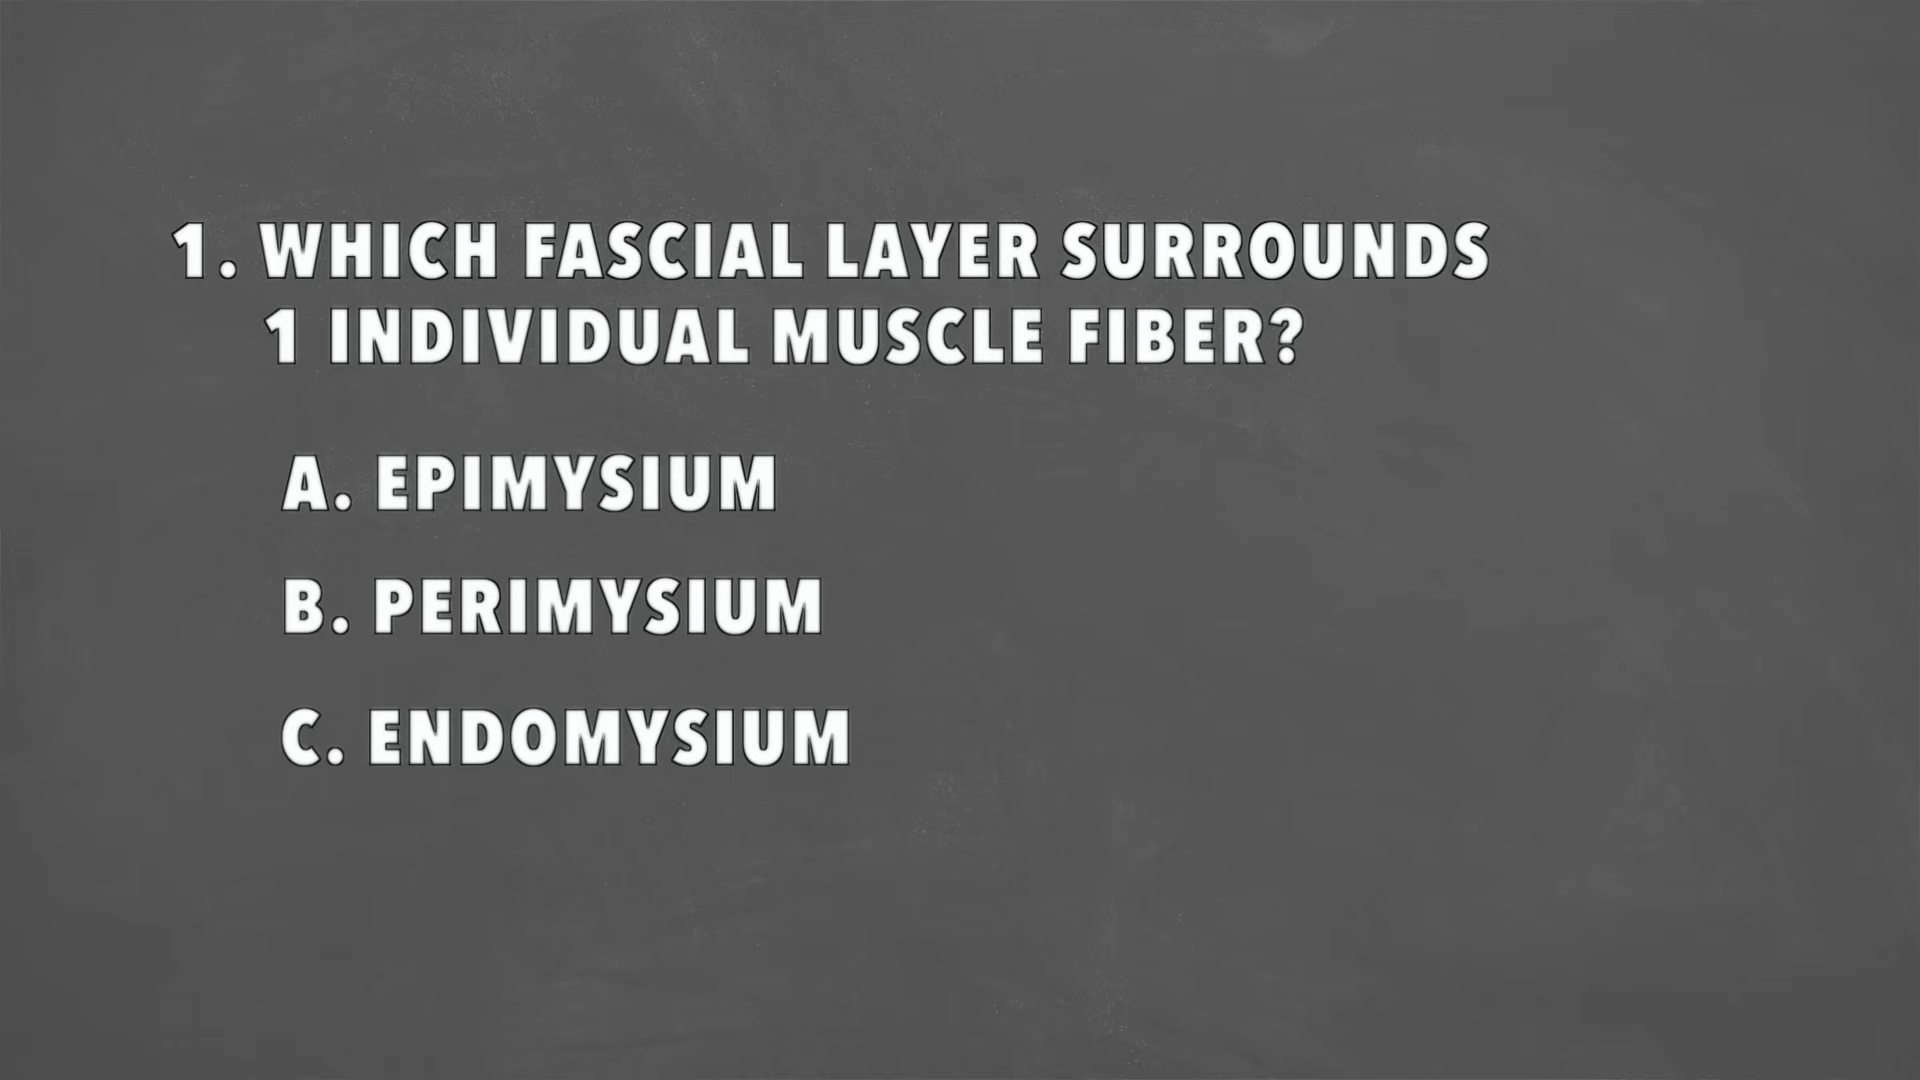 1. WHICH FASCIAL LAYER SURROUNDS
1 INDIVIDUAL MUSCLE FIBER?
A. EPIMYSIUM
B. PERIMYSIUM
C. ENDOMYSIUM